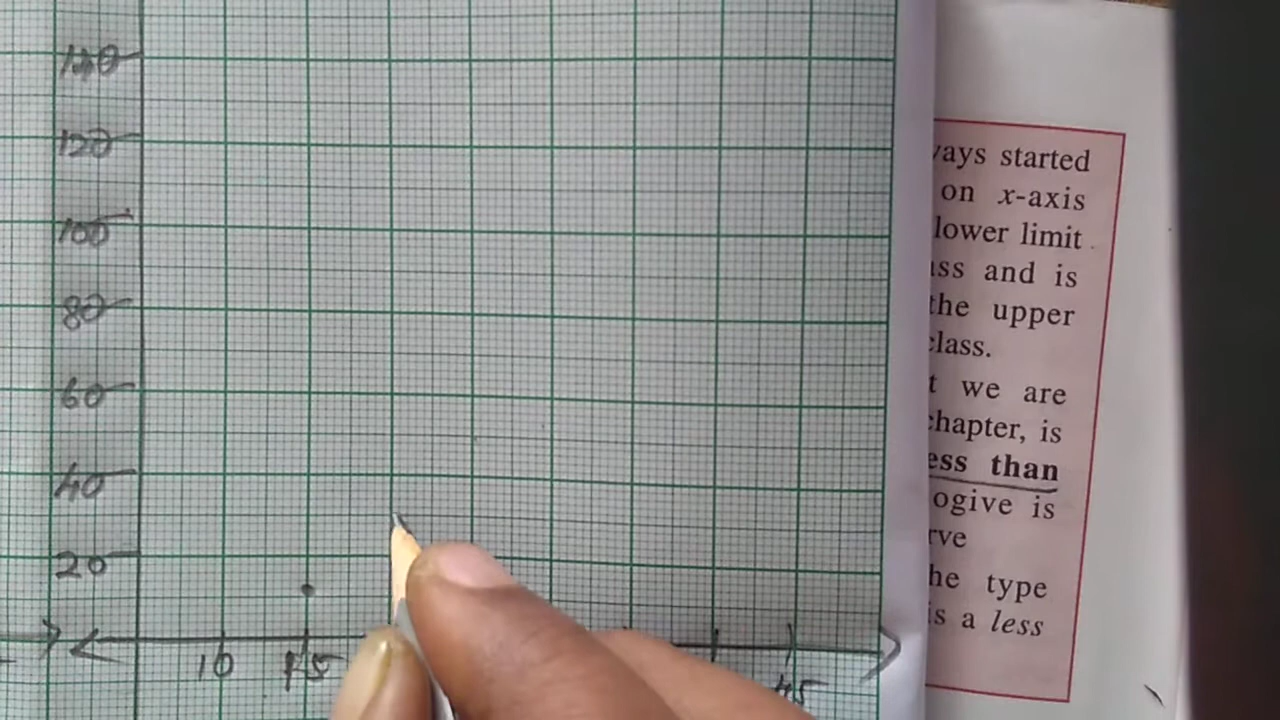 140
120
100
80
60
40
20
10 15 45
ways started
on x-axis
lower limit
ass and is
the upper
class.
t we are
chapter, is
ess than
ogive is
rve
he type
is a less